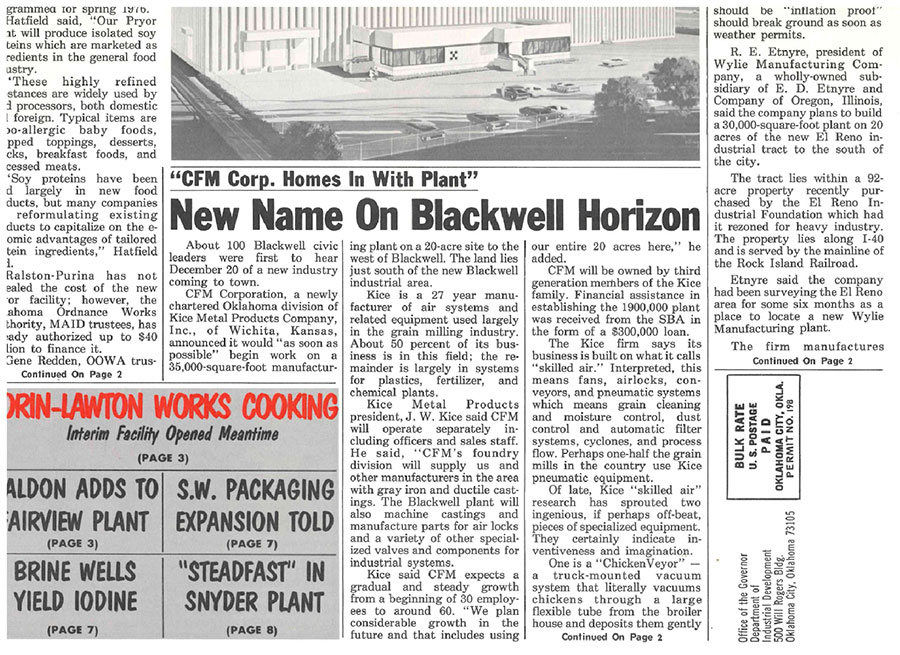 grammed for spring 1976.
Hatfield said, "Our Pryor
will produce isolated soy
teins which are marketed as
redients in the general food
ustry.
"These highly refined
stances are widely used by
processors, both domestic
foreign. Typical items are
po-allergic baby foods,
pped toppings, desserts,
cks, breakfast foods, and
cessed meats.
"Soy proteins have been
d largely in new food
ducts, but many companies
reformulating existing
ducts to capitalize on the e-
omic advantages of tailored
tein ingredients," Hatfield
Ralston-Purina has not
ealed the cost of the new
or facility; however, the
ahoma Ordnance Works
thority, MAID trustees, has
eady authorized up to $40
lion to finance it.
Gene Redden, OOWA trus-
Continued On Page 2
ORIN-LAWTON WORKS COOKING
Interim Facility Opened Meantime
(PAGE 3)
ALDON ADDS TO
AIRVIEW PLANT
(PAGE 3)
S.W. PACKAGING
EXPANSION TOLD
(PAGE 7)
BRINE WELLS
YIELD IODINE
(PAGE 7)
"STEADFAST" IN
SNYDER PLANT
(PAGE 8)
"CFM Corp. Homes In With Plant"
New Name On Blackwell Horizon
About 100 Blackwell civic
leaders were first to hear
December 20 of a new industry
coming to town.
CFM Corporation, a newly
chartered Oklahoma division of
Kice Metal Products Company,
Inc., of Wichita, Kansas,
announced it would "as soon as
possible" begin work on a
35,000-square-foot manufactur-
ing plant on a 20-acre site to the
west of Blackwell. The land lies
just south of the new Blackwell
industrial area.
Kice is a 27 year manu-
facturer of air systems and
related equipment used largely
in the grain milling industry.
About 50 percent of its bus-
iness is in this field; the re-
mainder is largely in systems
for plastics, fertilizer, and
chemical plants.
Kice Metal Products
president, J. W. Kice said CFM
will operate separately in-
cluding officers and sales staff.
He said, "CFM's foundry
division will supply us and
other manufacturers in the area
with gray iron and ductile cast-
ings. The Blackwell plant will
also machine castings and
manufacture parts for air locks
and a variety of other special-
ized valves and components for
industrial systems.
Kice said CFM expects a
gradual and steady growth
from a beginning of 30 employ-
ees to around 60. "We plan
considerable growth in the
future and that includes using
our entire 20 acres here," he
added.
CFM will be owned by third
generation members of the Kice
family. Financial assistance in
establishing the 1900,000 plant
was received from the SBA in
the form of a $300,000 loan.
The Kice firm says its
business is built on what it calls
"skilled air." Interpreted, this
means fans, airlocks, con-
veyors, and pneumatic systems
which means grain cleaning
and moisture control, dust
control and automatic filter
systems, cyclones, and process
flow. Perhaps one-half the grain
mills in the country use Kice
pneumatic equipment.
Of late, Kice "skilled air"
research has sprouted two
ingenious, if perhaps off-beat,
pieces of specialized equipment.
They certainly indicate in-
ventiveness and imagination.
One is a "ChickenVeyor" —
a truck-mounted vacuum
system that literally vacuums
chickens through a large
flexible tube from the broiler
house and deposits them gently
Continued On Page 2
should be "inflation proof"
should break ground as soon as
weather permits.
R. E. Etnyre, president of
Wylie Manufacturing Com-
pany, a wholly-owned sub-
sidiary of E. D. Etnyre and
Company of Oregon, Illinois,
said the company plans to build
a 30,000-square-foot plant on 20
acres of the new El Reno in-
dustrial tract to the south of
the city.
The tract lies within a 92-
acre property recently pur-
chased by the El Reno In-
dustrial Foundation which had
it rezoned for heavy industry.
The property lies along I-40
and is served by the mainline of
the Rock Island Railroad.
Etnyre said the company
had been surveying the El Reno
area for some six months as a
place to locate a new Wylie
Manufacturing plant.
The firm manufactures
Continued On Page 2
BULK RATE
U. S. POSTAGE
PAID
OKLAHOMA CITY, OKLA.
PERMIT NO. 198
Office of the Governor
Department of
Industrial Development
500 Will Rogers Bldg.
Oklahoma City, Oklahoma 73105